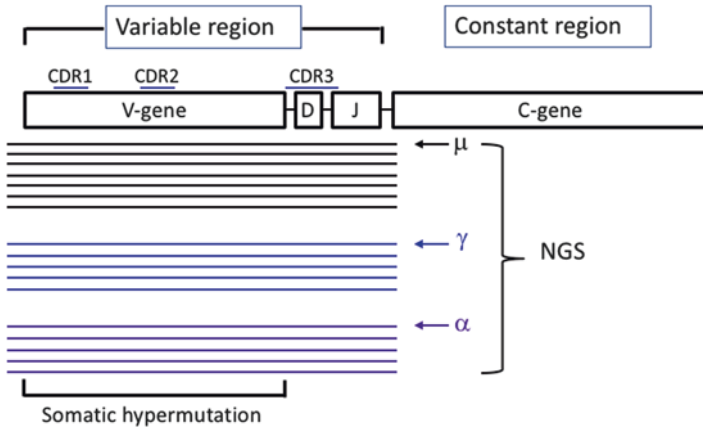 Variable region
Constant region
CDR1
CDR2
CDR3
V-gene
D
J
C-gene
μ
γ
NGS
α
Somatic hypermutation